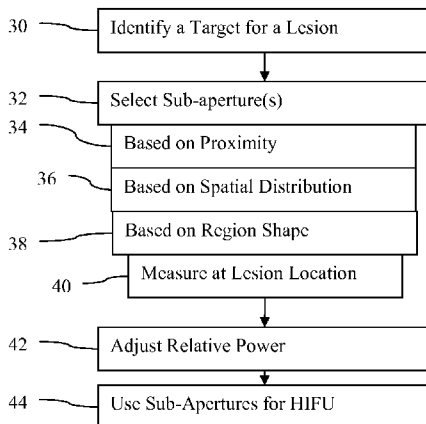 30 Identify a Target for a Lesion
32 Select Sub-aperture(s)
34 Based on Proximity
36 Based on Spatial Distribution
38 Based on Region Shape
40 Measure at Lesion Location
42 Adjust Relative Power
44 Use Sub-Apertures for HIFU